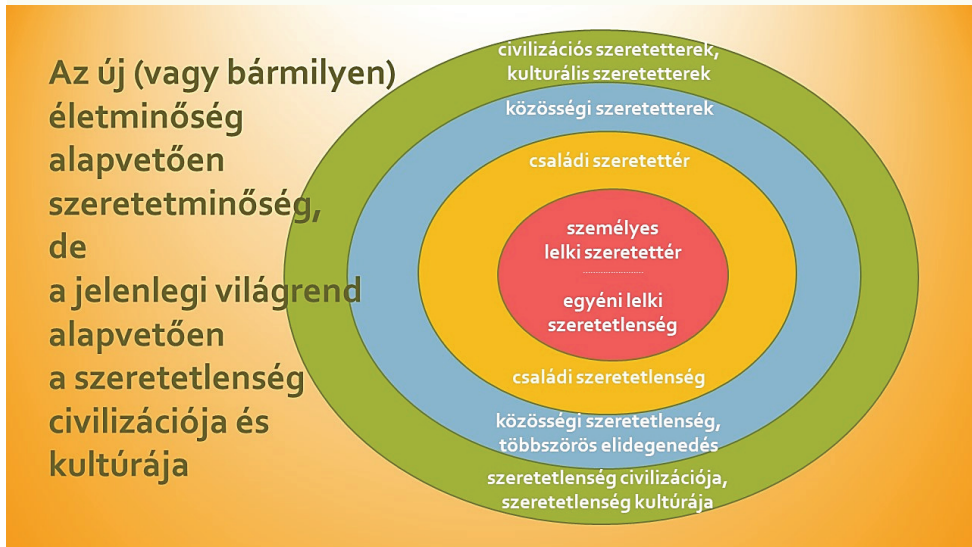 Az új (vagy bármilyen)
életminőség
alapvetően
szeretetminőség,
de
a jelenlegi világrend
alapvetően
a szeretetlenség
civilizációja és
kultúrája
civilizációs szeretetterek,
kulturális szeretetterek
közösségi szeretetterek
családi szeretettér
személyes
lelki szeretettér
egyéni lelki
szeretetlenség
családi szeretetlenség
közösségi szeretetlenség,
többszörös elidegenedés
szeretetlenség civilizációja,
szeretetlenség kultúrája